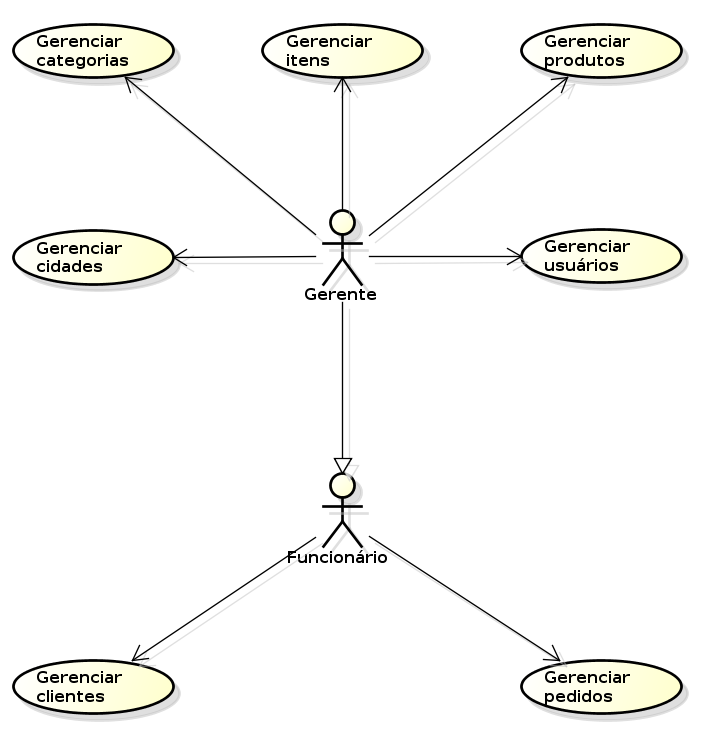 Gerenciar
categorias
Gerenciar
itens
Gerenciar
produtos
Gerenciar
cidades
Gerenciar
usuários
Gerente
Funcionário
Gerenciar
clientes
Gerenciar
pedidos